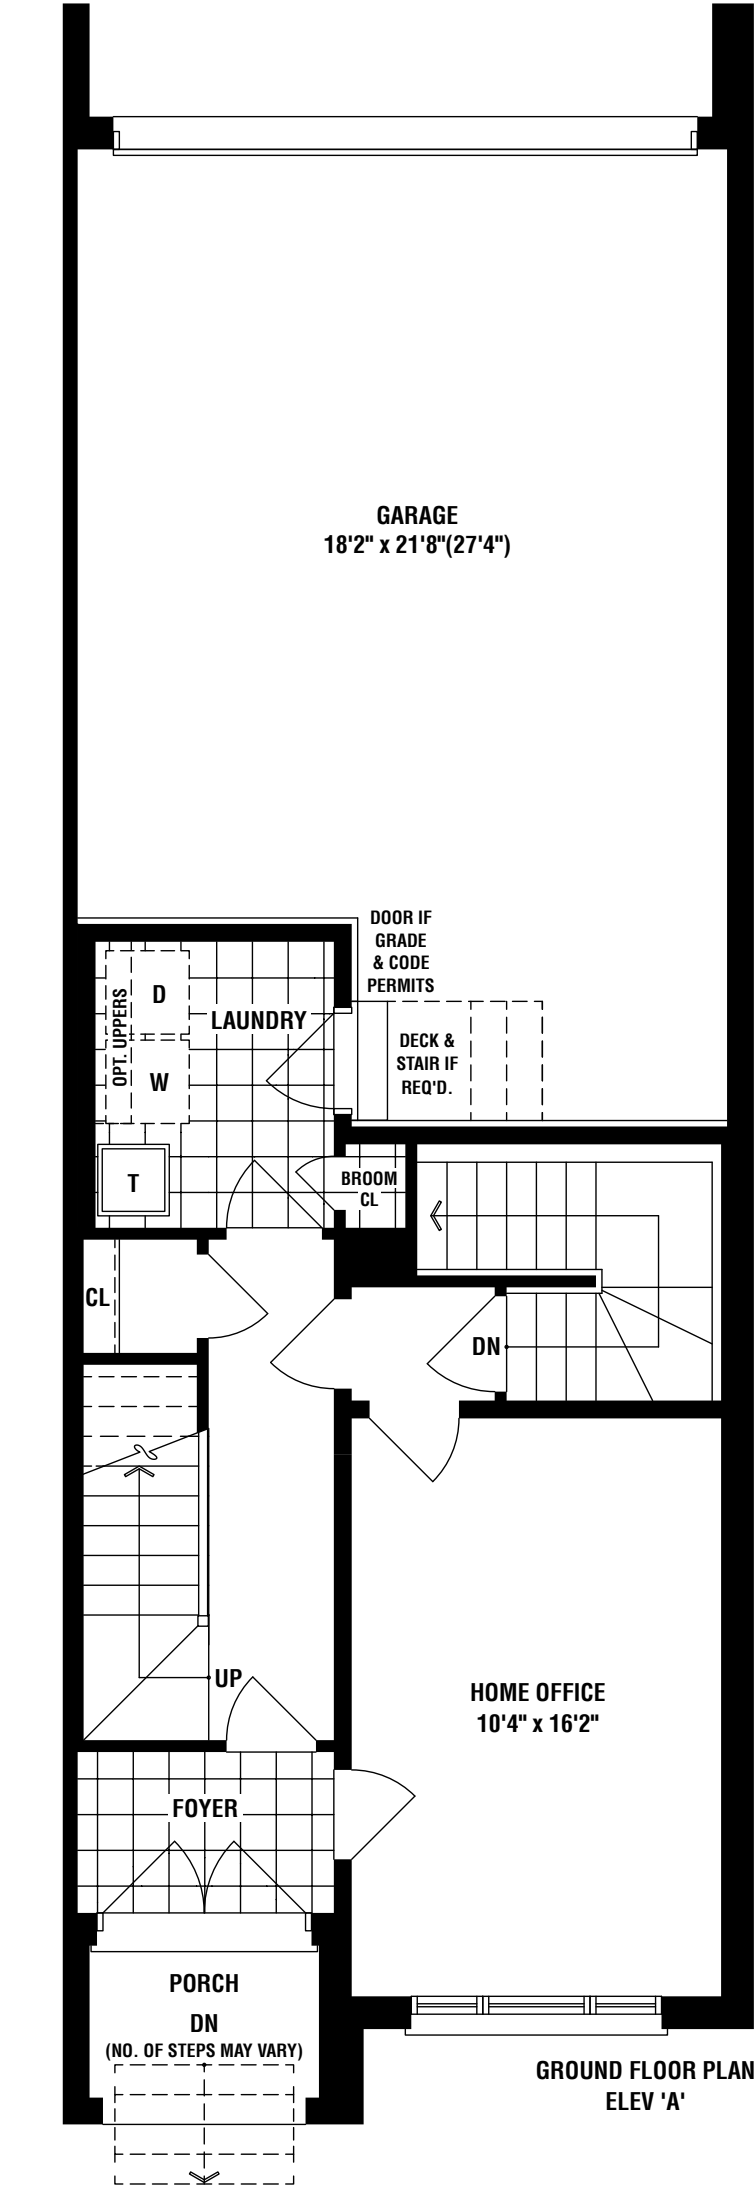 GARAGE
18'2" x 21'8"(27'4")
DOOR IF
GRADE
& CODE
PERMITS
OPT. UPPERS
D
LAUNDRY
W
DECK &
STAIR IF
REQ'D.
T
BROOM
CL
CL
DN
UP
HOME OFFICE
10'4" x 16'2"
FOYER
PORCH
DN
(NO. OF STEPS MAY VARY)
GROUND FLOOR PLAN
ELEV 'A'